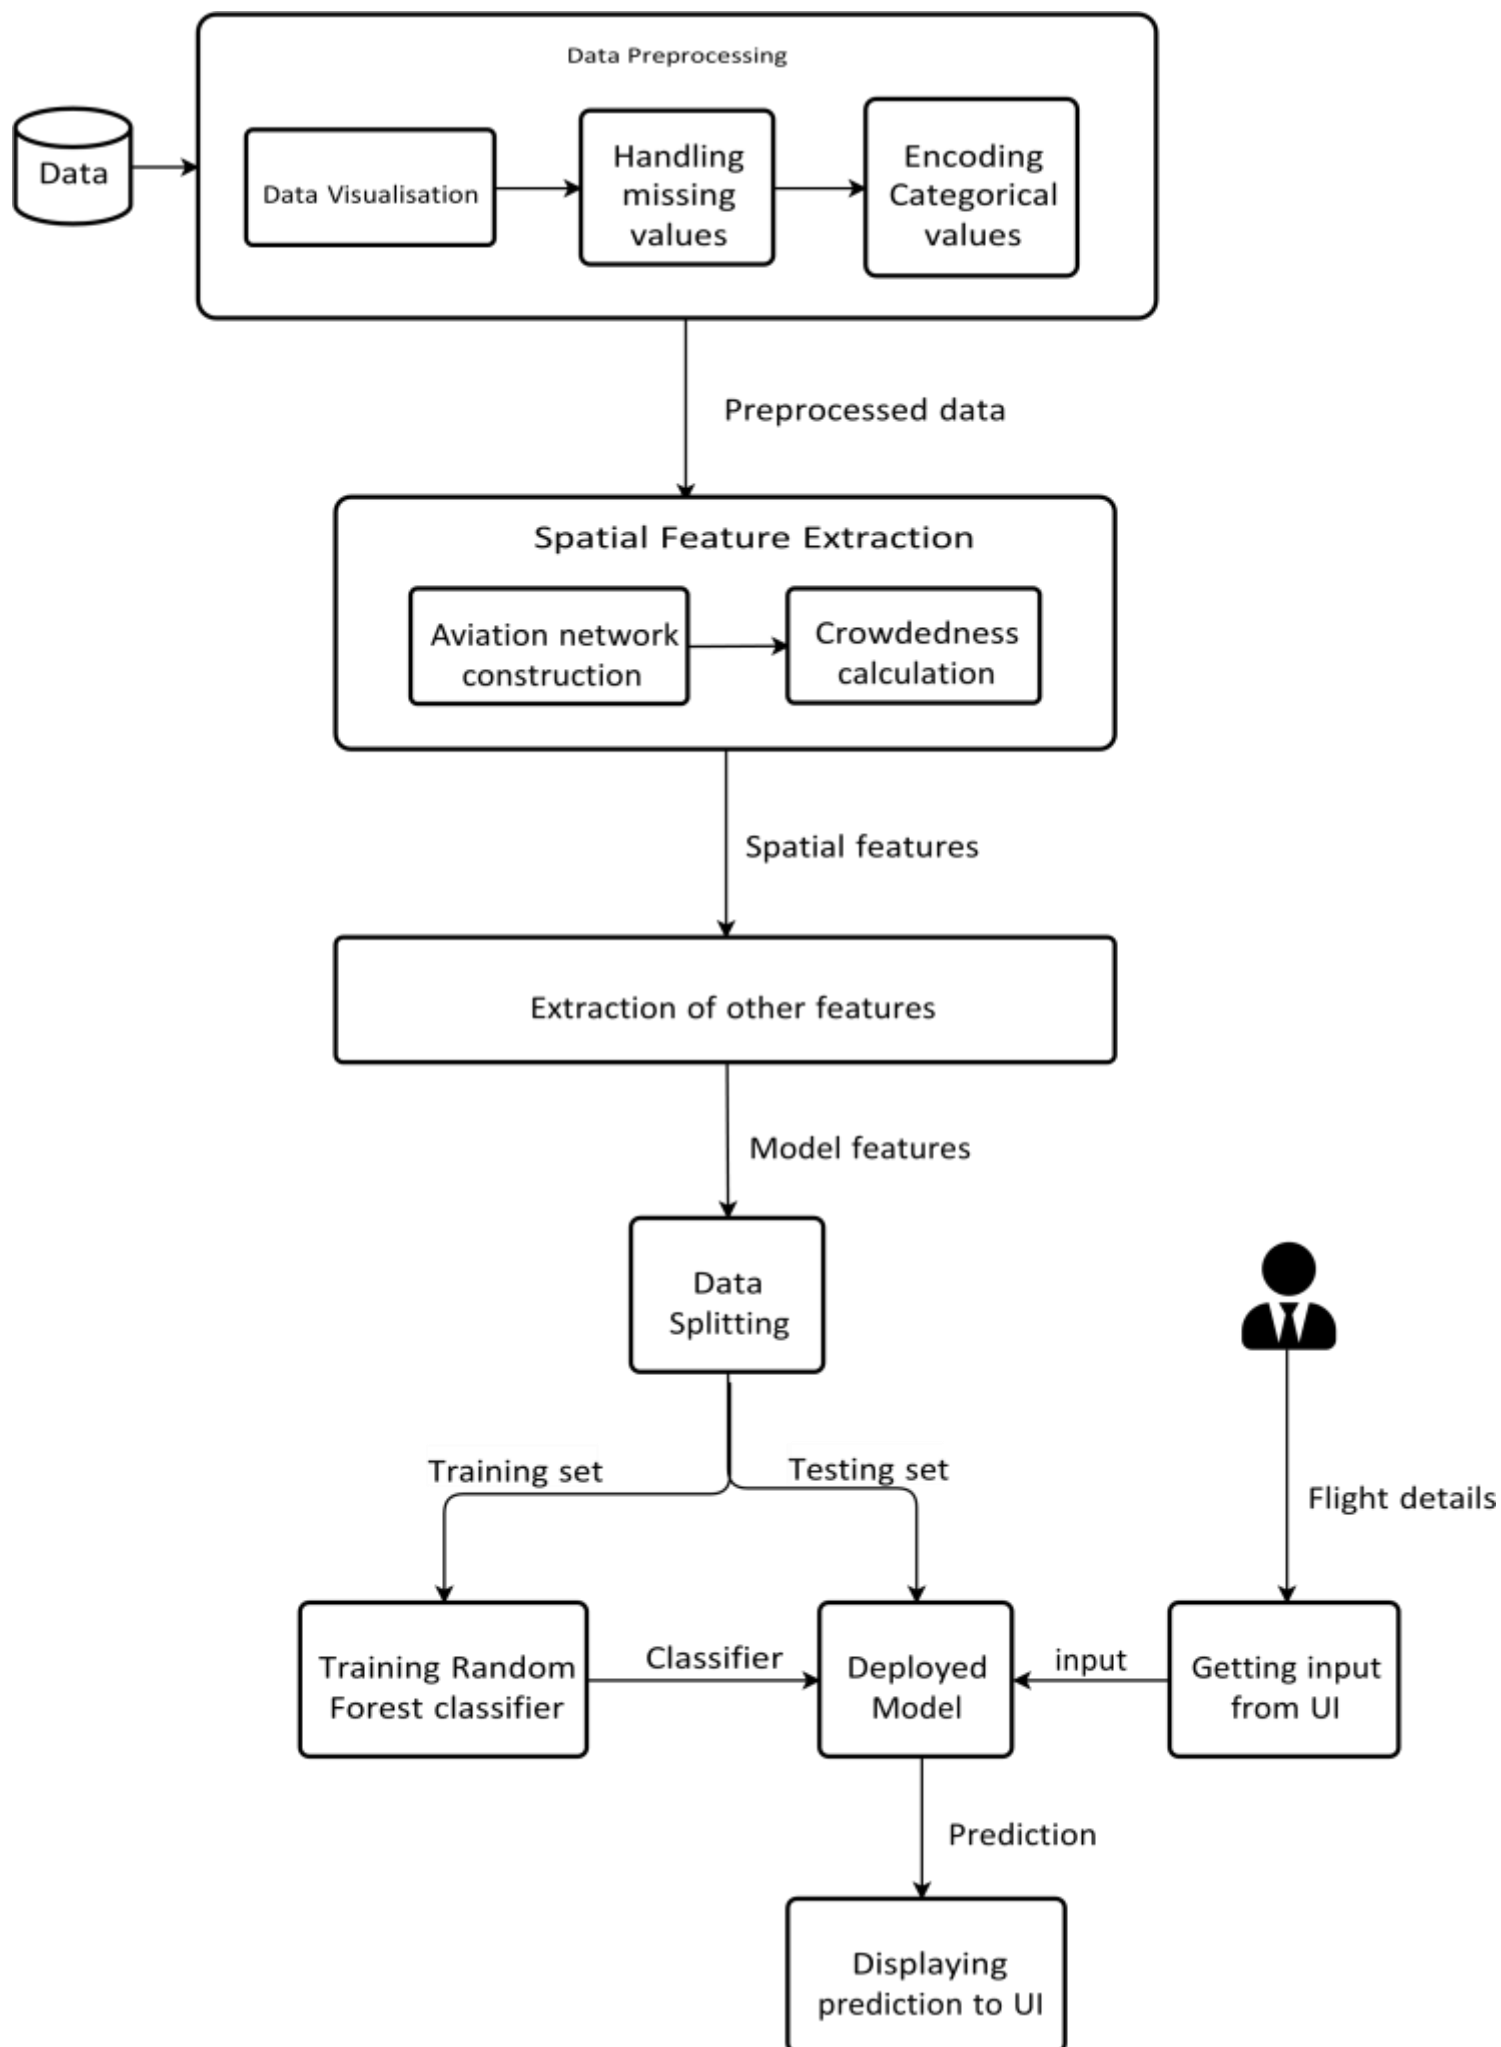 Data Preprocessing
Data
Data Visualisation
Handling
missing
values
Encoding
Categorical
values
Preprocessed data
Spatial Feature Extraction
Aviation network
construction
Crowdedness
calculation
Spatial features
Extraction of other features
Model features
Data
Splitting
Training set
Testing set
Flight details
Training Random
Forest classifier
Classifier
Deployed
Model
input
Getting input
from UI
Prediction
Displaying
prediction to UI